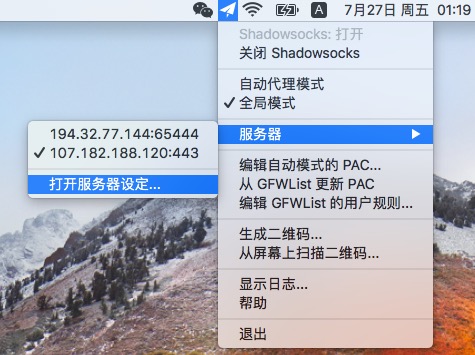 A 7月27日 周五 01:19
Shadowsocks: 打开
关闭 Shadowsocks
自动代理模式
✓ 全局模式
服务器
194.32.77.144:65444
✓ 107.182.188.120:443
打开服务器设定...
编辑自动模式的 PAC...
从 GFWList 更新 PAC
编辑 GFWList 的用户规则...
生成二维码...
从屏幕上扫描二维码...
显示日志...
帮助
退出